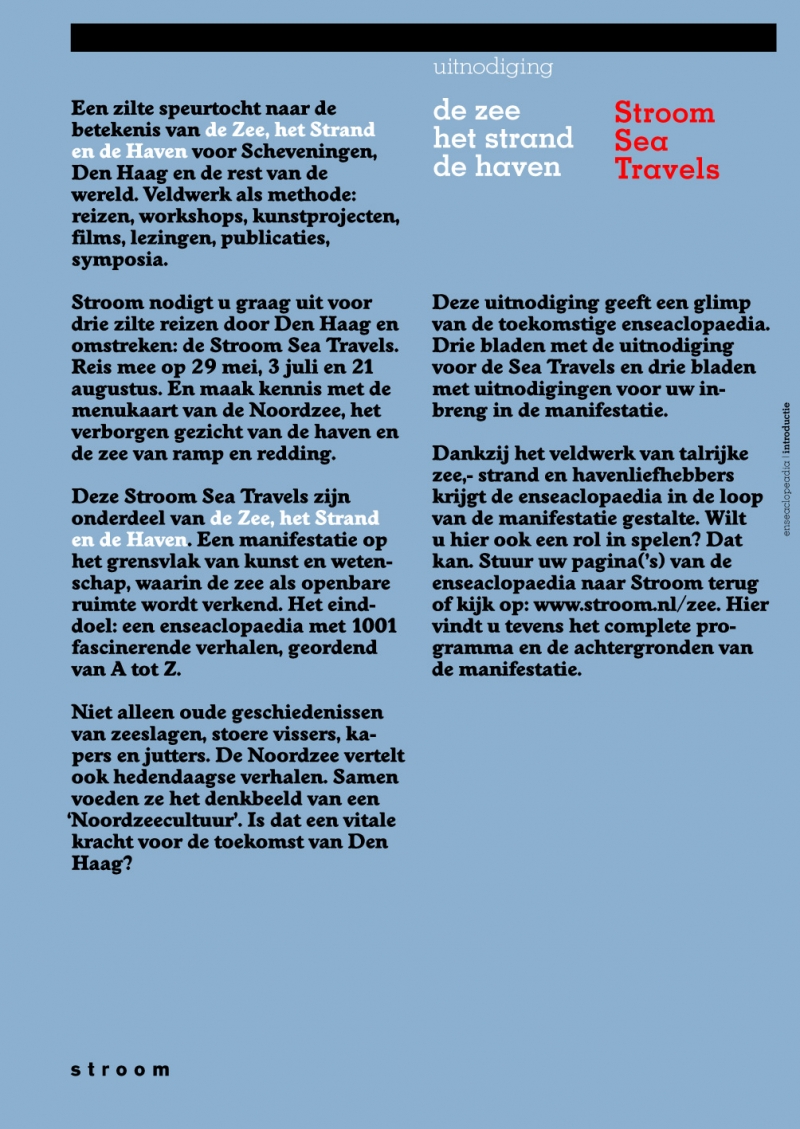 uitnodiging
de zee
het strand
de haven
Stroom
Sea
Travels
Een zilte speurtocht naar de
betekenis van de Zee, het Strand
en de Haven voor Scheveningen,
Den Haag en de rest van de
wereld. Veldwerk als methode:
reizen, workshops, kunstprojecten,
films, lezingen, publicaties,
symposia.
Stroom nodigt u graag uit voor
drie zilte reizen door Den Haag en
omstreken: de Stroom Sea Travels.
Reis mee op 29 mei, 3 juli en 21
augustus. En maak kennis met de
menukaart van de Noordzee, het
verborgen gezicht van de haven en
de zee van ramp en redding.
Deze Stroom Sea Travels zijn
onderdeel van de Zee, het Strand
en de Haven. Een manifestatie op
het grensvlak van kunst en weten-
schap, waarin de zee als openbare
ruimte wordt verkend. Het eind-
doel: een enseaclopaedia met 1001
fascinerende verhalen, geordend
van A tot Z.
Niet alleen oude geschiedenissen
van zeeslagen, stoere vissers, ka-
pers en jutters. De Noordzee vertelt
ook hedendaagse verhalen. Samen
voeden ze het denkbeeld van een
‘Noordzeecultuur’. Is dat een vitale
kracht voor de toekomst van Den
Haag?
Deze uitnodiging geeft een glimp
van de toekomstige enseaclopaedia.
Drie bladen met de uitnodiging
voor de Sea Travels en drie bladen
met uitnodigingen voor uw in-
breng in de manifestatie.
Dankzij het veldwerk van talrijke
zee,- strand en havenliefhebbers
krijgt de enseaclopaedia in de loop
van de manifestatie gestalte. Wilt
u hier ook een rol in spelen? Dat
kan. Stuur uw pagina(’s) van de
enseaclopaedia naar Stroom terug
of kijk op: www.stroom.nl/zee. Hier
vindt u tevens het complete pro-
gramma en de achtergronden van
de manifestatie.
enseaclopeadia | introductie
stroom